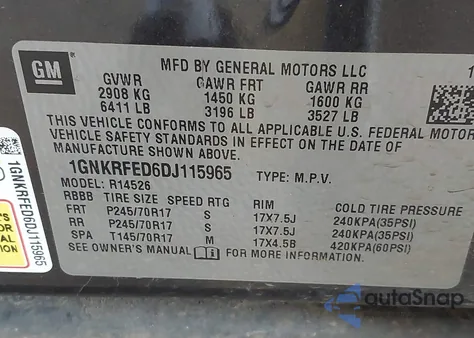 GM
MFD BY GENERAL MOTORS LLC
GVWR GAWR FRT GAWR RR
2908 KG 1450 KG 1600 KG
6411 LB 3196 LB 3527 LB
THIS VEHICLE CONFORMS TO ALL APPLICABLE U.S. FEDERAL MOTOR
VEHICLE SAFETY STANDARDS IN EFFECT ON THE DATE OF
MANUFACTURE SHOWN ABOVE.
1GNKRFED6DJ115965 TYPE: M.P.V.
MODEL: R14526
RBBB TIRE SIZE SPEED RTG RIM COLD TIRE PRESSURE
FRT P245/70R17 S 17X7.5J 240KPA(35PSI)
RR P245/70R17 S 17X7.5J 240KPA(35PSI)
SPA T145/70R17 M 17X4.5B 420KPA(60PSI)
SEE OWNER'S MANUAL i FOR MORE INFORMATION.
1GNKRFED6DJ115965
autoSnap